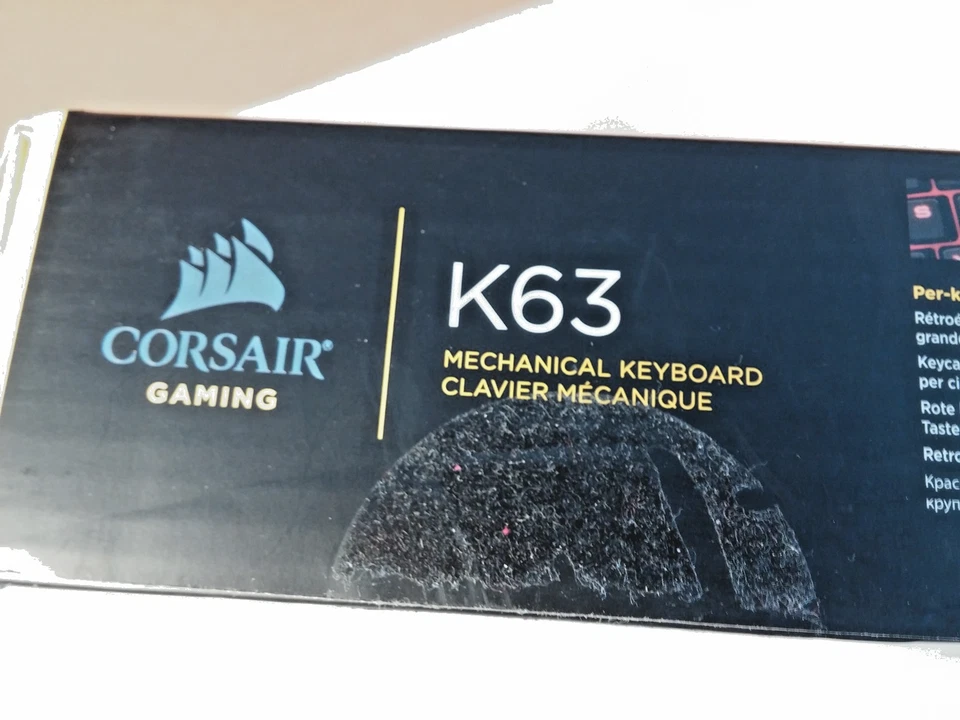 CORSAIR®
GAMING
K63
MECHANICAL KEYBOARD
CLAVIER MÉCANIQUE
S
Per-k
Rétroé
grande
Keyca
per ci
Rote
Taste
Retro
Крас
круп